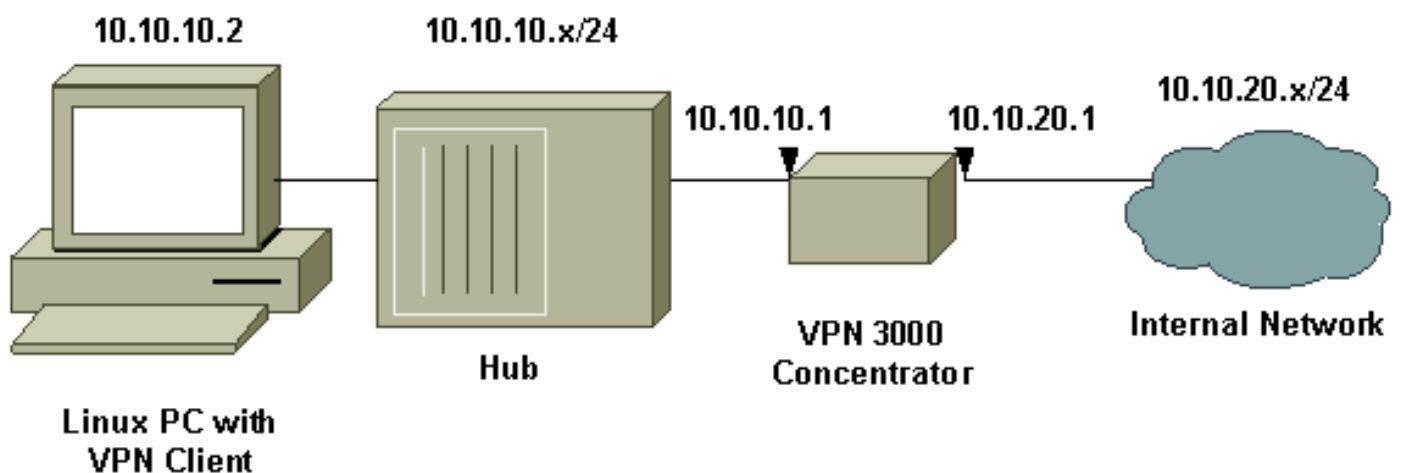 10.10.10.2
10.10.10.x/24
10.10.10.1
10.10.20.1
10.10.20.x/24
Linux PC with
VPN Client
Hub
VPN 3000
Concentrator
Internal Network